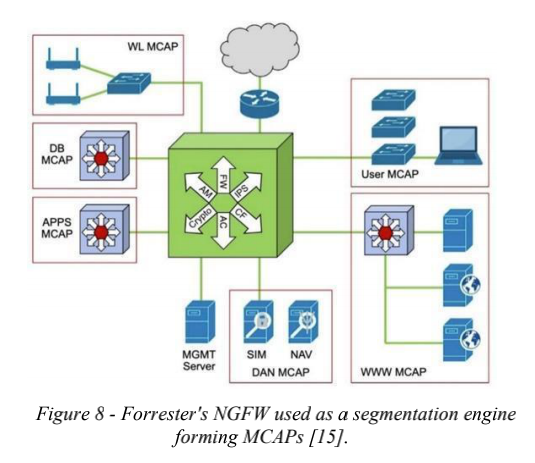 WL MCAP
DB
MCAP
APPS
MCAP
FW
IPS
CF
AC
Crypto
AM
User MCAP
MGMT
Server
SIM
NAV
DAN MCAP
WWW MCAP
Figure 8 - Forrester's NGFW used as a segmentation engine
forming MCAPs [15].